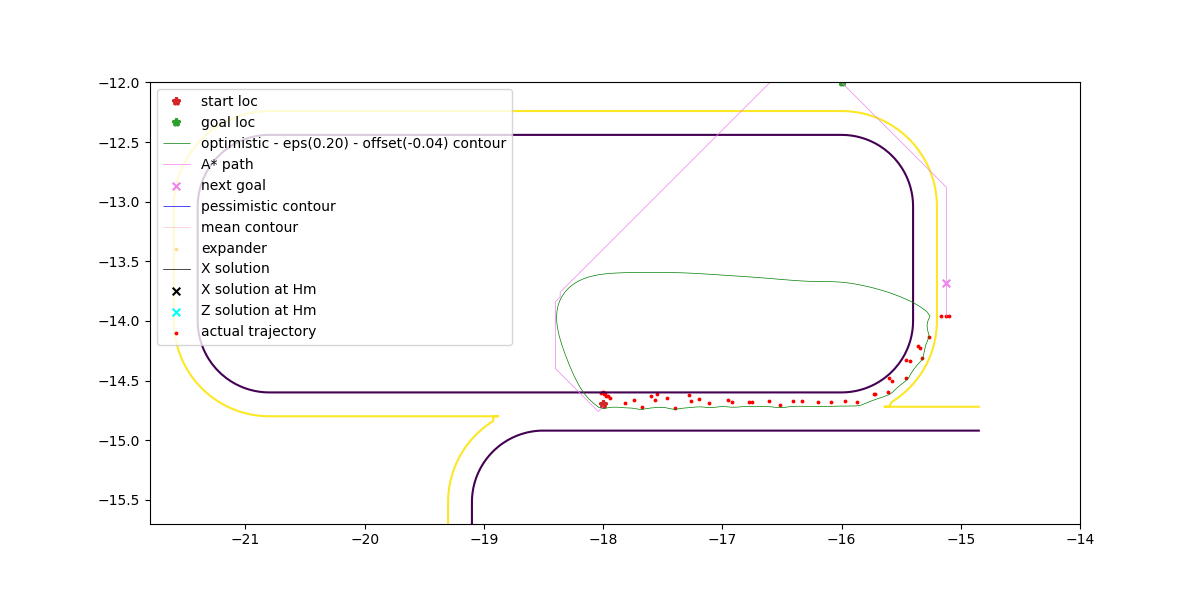 −12.0
−12.5
−13.0
−13.5
−14.0
−14.5
−15.0
−15.5
start loc
goal loc
optimistic - eps(0.20) - offset(-0.04) contour
A* path
next goal
pessimistic contour
mean contour
expander
X solution
X solution at Hm
Z solution at Hm
actual trajectory
−21 −20 −19 −18 −17 −16 −15 −14